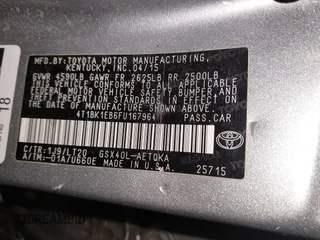 MFD.BY:TOYOTA MOTOR MANUFACTURING,
KENTUCKY,INC. 04/15
GVWR 4590LB GAWR FR 2625LB RR 2500LB
THIS VEHICLE CONFORMS TO ALL APPLICABLE
FEDERAL MOTOR VEHICLE SAFETY, BUMPER,
AND THEFT PREVENTION STANDARDS IN EFFECT
ON THE DATE OF MANUFACTURE SHOWN ABOVE.
4T1BK1EB6FU167964 PASS.CAR
C/TR:1J9/LT20 GSX40L-AETQKA
A/TM:-01A/U660E MADE IN U.S.A. 25715
TOYOTA
18